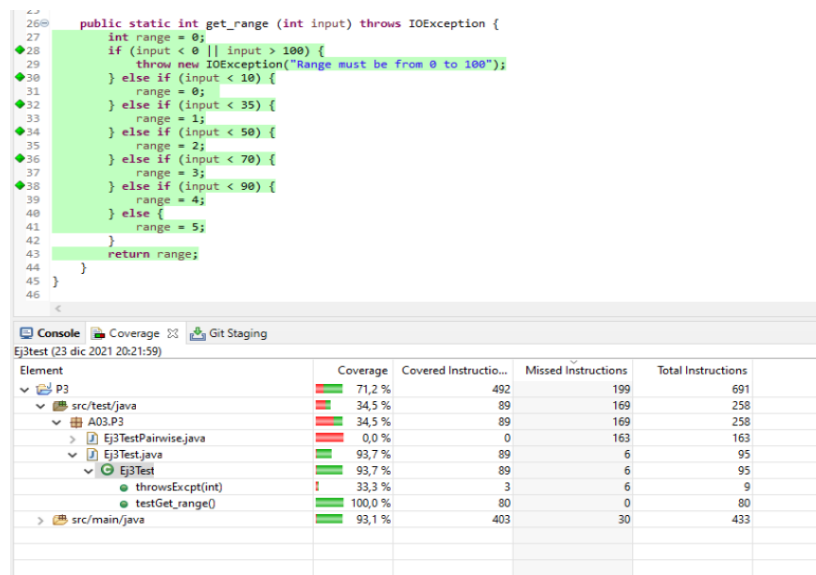 26 public static int get_range (int input) throws IOException {
27 int range = 0;
28 if (input < 0 || input > 100) {
29 throw new IOException("Range must be from 0 to 100");
30 } else if (input < 10) {
31 range = 0;
32 } else if (input < 35) {
33 range = 1;
34 } else if (input < 50) {
35 range = 2;
36 } else if (input < 70) {
37 range = 3;
38 } else if (input < 90) {
39 range = 4;
40 } else {
41 range = 5;
42 }
43 return range;
44 }
45 }
46
Console Coverage Git Staging
Ej3test (23 dic 2021 20:21:59)
Element Coverage Covered Instructio... Missed Instructions Total Instructions
P3 71,2 % 492 199 691
src/test/java 34,5 % 89 169 258
A03.P3 34,5 % 89 169 258
Ej3TestPairwise.java 0,0 % 0 163 163
Ej3Test.java 93,7 % 89 6 95
Ej3Test 93,7 % 89 6 95
throwsExcpt(int) 33,3 % 3 6 9
testGet_range() 100,0 % 80 0 80
src/main/java 93,1 % 403 30 433